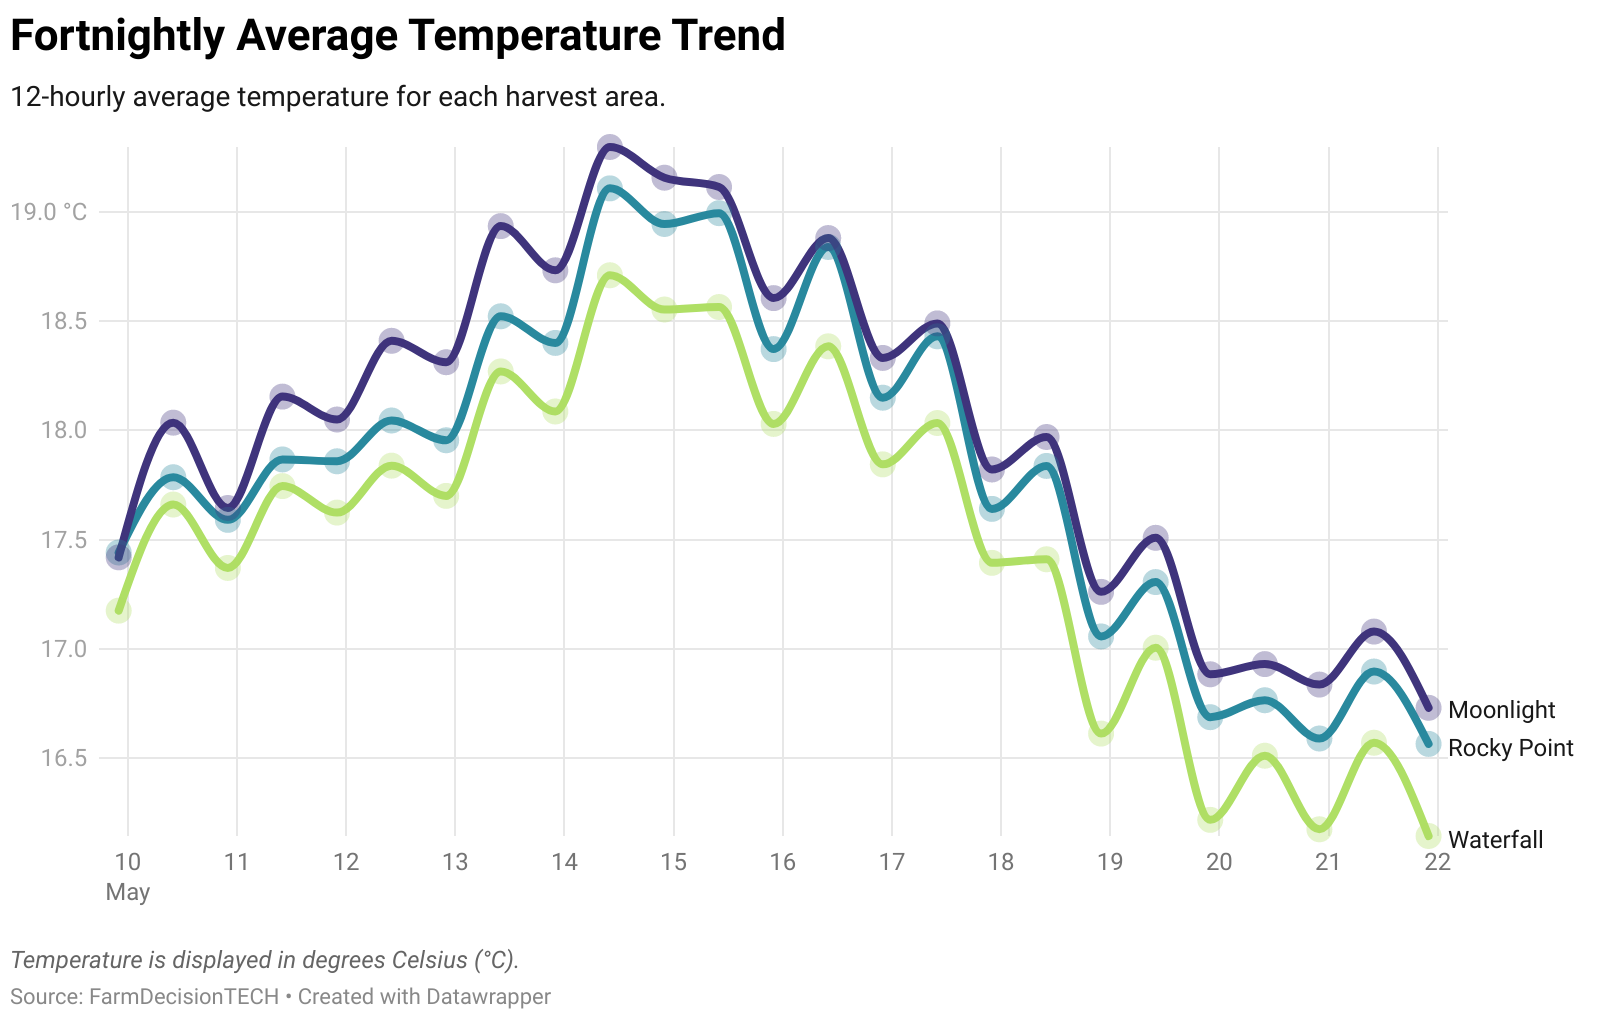 Fortnightly Average Temperature Trend
12-hourly average temperature for each harvest area.
19.0 °C
18.5
18.0
17.5
17.0
16.5
Moonlight
Rocky Point
Waterfall
10 11 12 13 14 15 16 17 18 19 20 21 22
May
Temperature is displayed in degrees Celsius (°C).
Source: FarmDecisionTECH • Created with Datawrapper